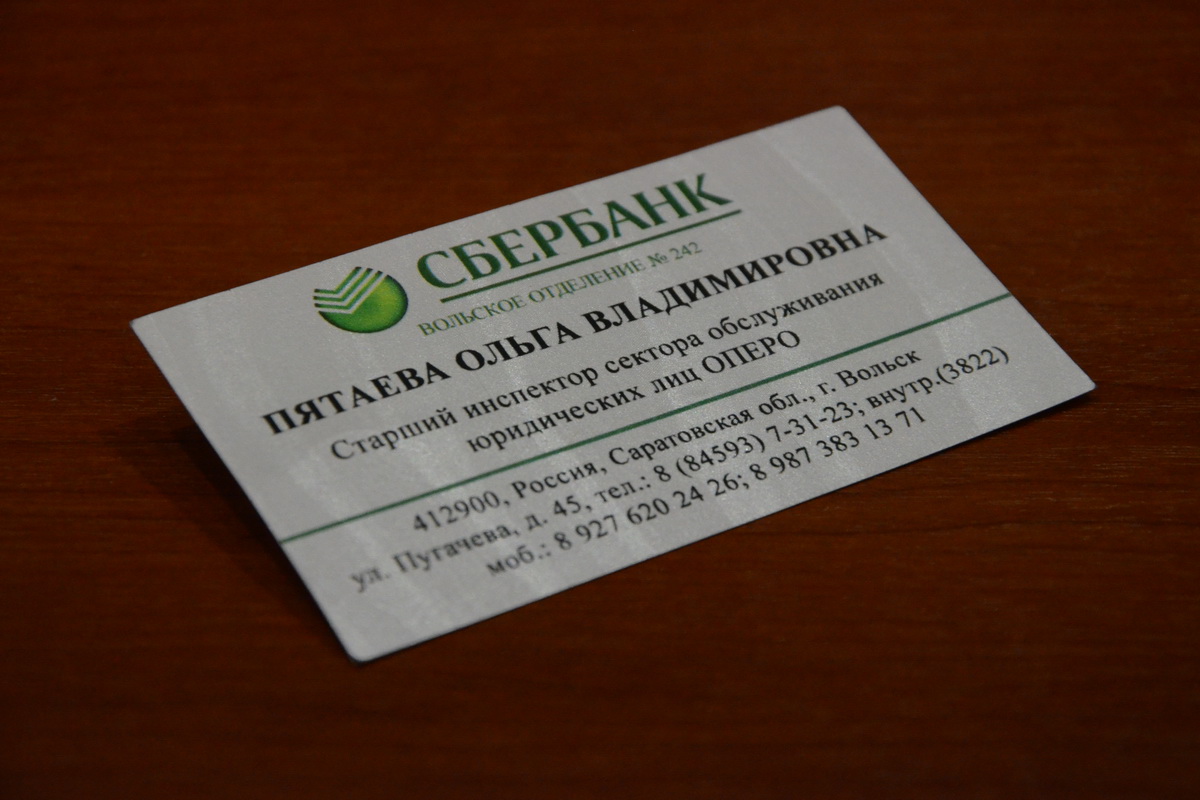 СБЕРБАНК
ВОЛЬСКОЕ ОТДЕЛЕНИЕ № 242
ПЯТАЕВА ОЛЬГА ВЛАДИМИРОВНА
Старший инспектор сектора обслуживания
юридических лиц ОПЕРО
412900, Россия, Саратовская обл., г. Вольск
ул. Пугачева, д. 45, тел.: 8 (84593) 7-31-23; внутр.(3822)
моб.: 8 927 620 24 26; 8 987 383 13 71